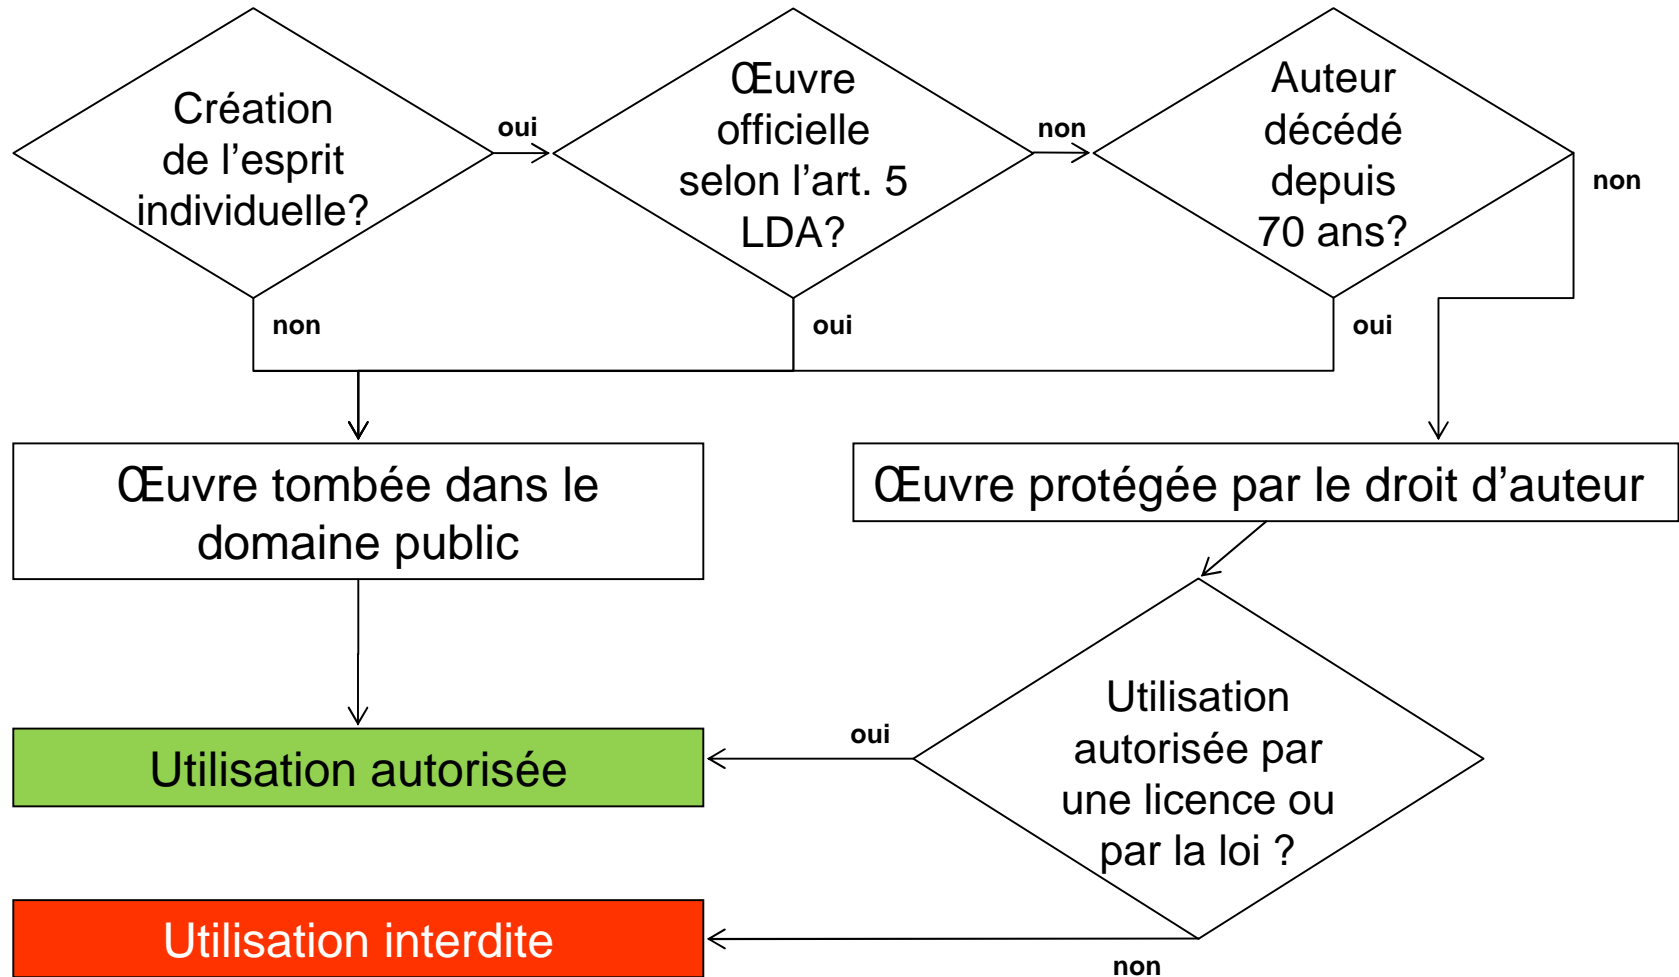 Création
de l’esprit
individuelle?
oui
Œuvre
officielle
selon l’art. 5
LDA?
non
Auteur
décédé
depuis
70 ans?
non
non
oui
oui
Œuvre tombée dans le
domaine public
Œuvre protégée par le droit d’auteur
Utilisation
autorisée par
une licence ou
par la loi ?
oui
Utilisation autorisée
Utilisation interdite
non